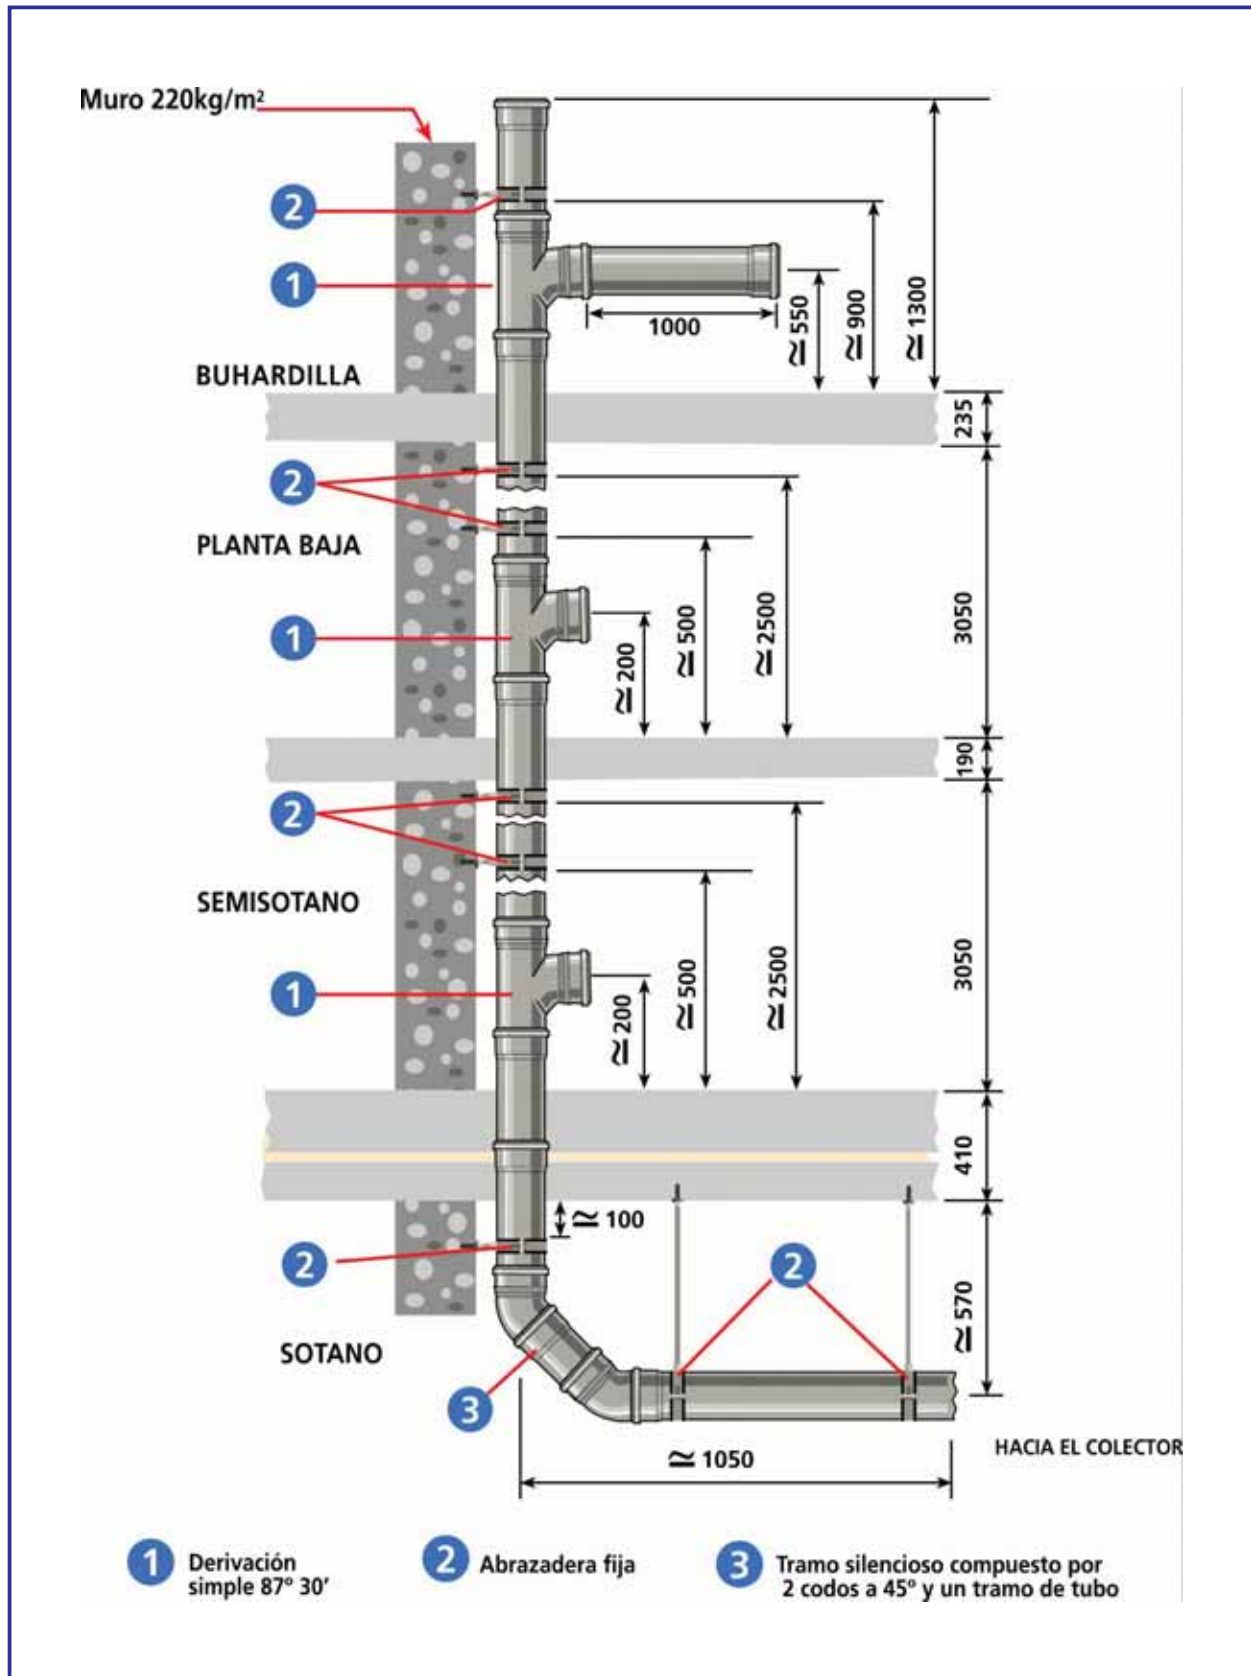 Muro 220kg/m²
2
1
1000
≃ 550
≃ 900
≃ 1300
BUHARDILLA
235
2
PLANTA BAJA
1
≃ 200
≃ 500
≃ 2500
3050
190
2
SEMISOTANO
1
≃ 200
≃ 500
≃ 2500
3050
410
≃ 100
2
2
≃ 570
SOTANO
3
HACIA EL COLECTOR
≃ 1050
1 Derivación
simple 87º 30’
2 Abrazadera fija
3 Tramo silencioso compuesto por
2 codos a 45º y un tramo de tubo